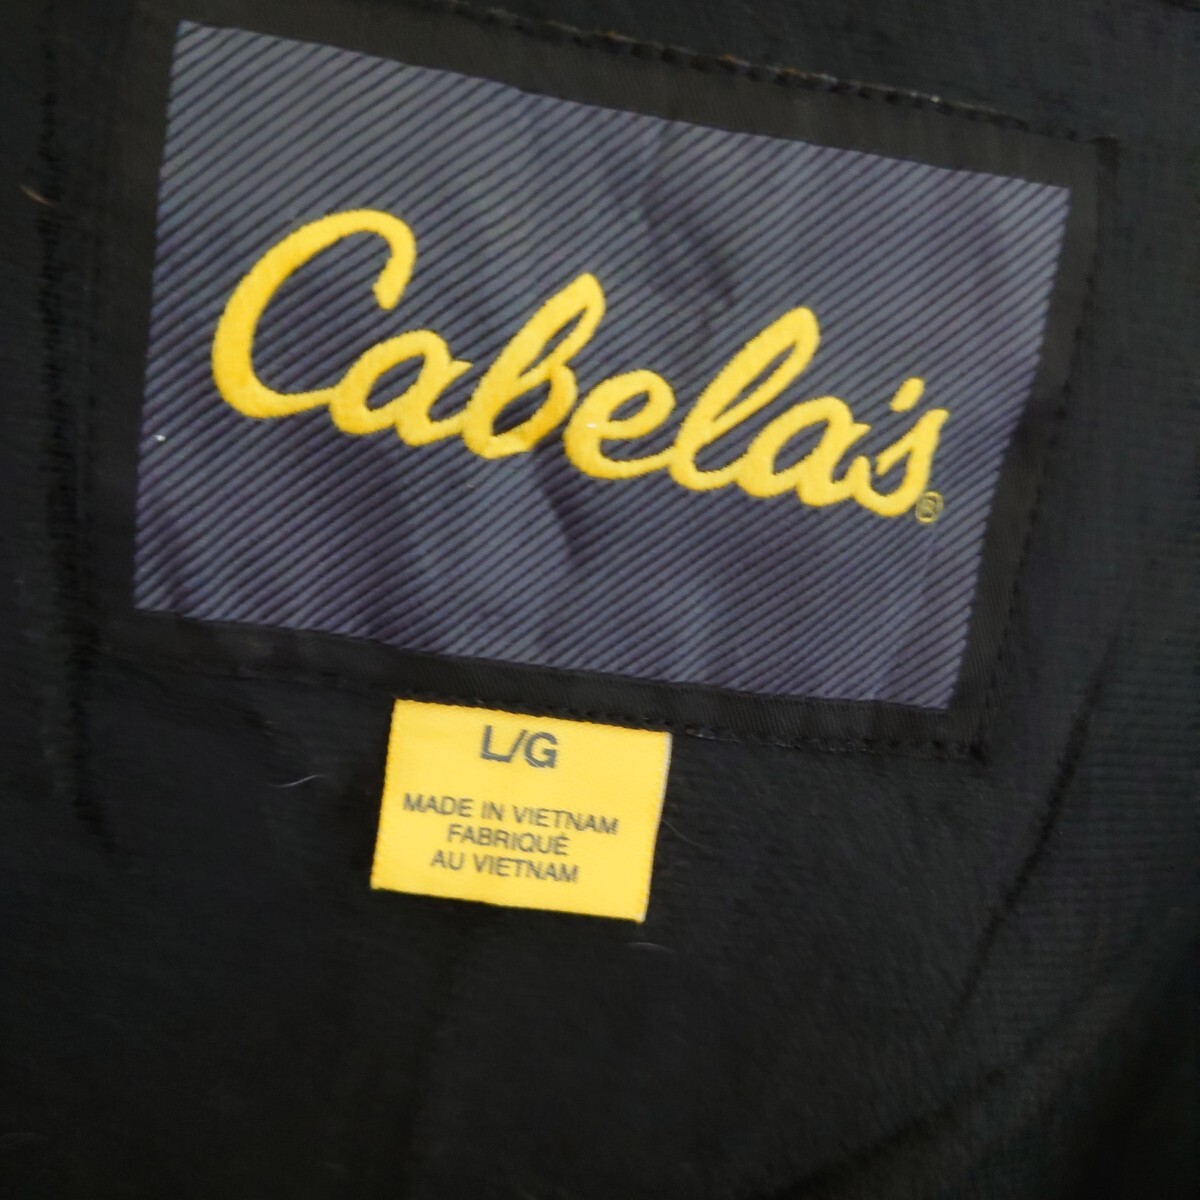 Cabela's®
L/G
MADE IN VIETNAM
FABRIQUÉ
AU VIETNAM